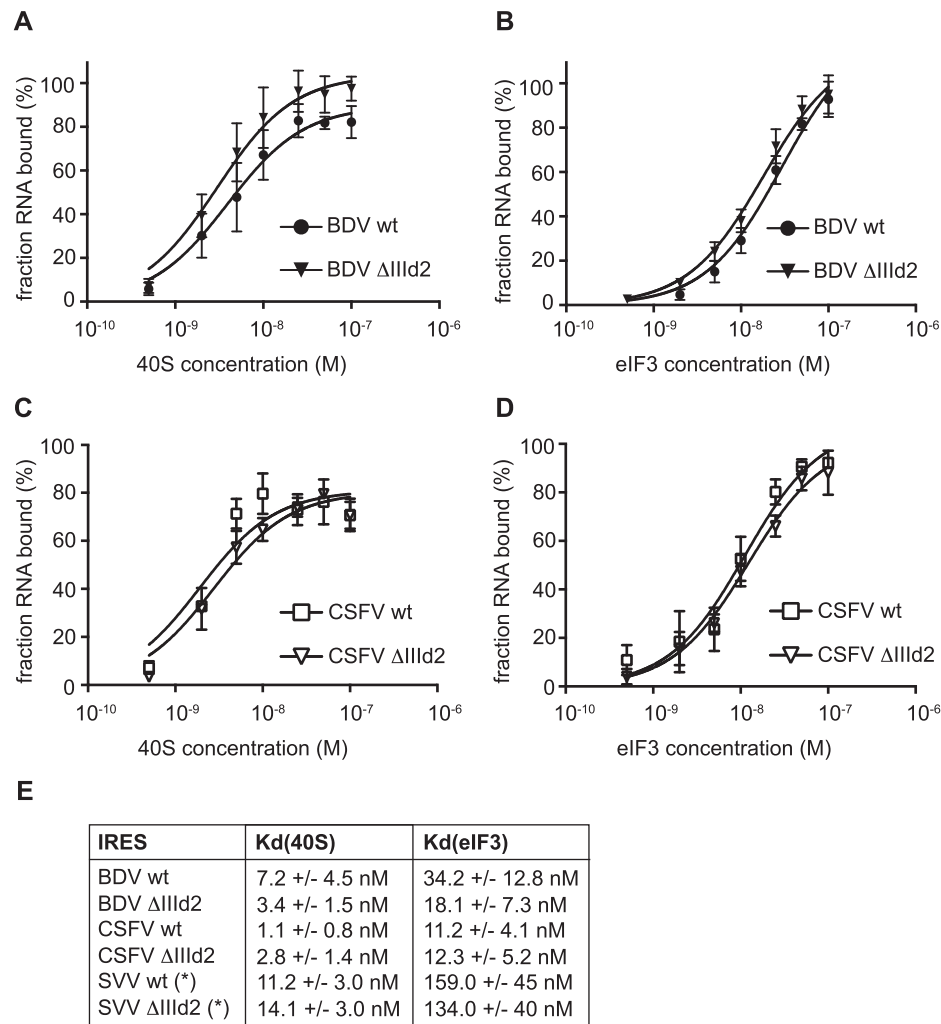 A
fraction RNA bound (%)
100
80
60
40
20
0
BDV wt
BDV ΔIIId2
10⁻¹⁰ 10⁻⁹ 10⁻⁸ 10⁻⁷ 10⁻⁶
40S concentration (M)
B
fraction RNA bound (%)
100
80
60
40
20
0
BDV wt
BDV ΔIIId2
10⁻¹⁰ 10⁻⁹ 10⁻⁸ 10⁻⁷ 10⁻⁶
eIF3 concentration (M)
C
fraction RNA bound (%)
100
80
60
40
20
0
CSFV wt
CSFV ΔIIId2
10⁻¹⁰ 10⁻⁹ 10⁻⁸ 10⁻⁷ 10⁻⁶
40S concentration (M)
D
fraction RNA bound (%)
100
80
60
40
20
0
CSFV wt
CSFV ΔIIId2
10⁻¹⁰ 10⁻⁹ 10⁻⁸ 10⁻⁷ 10⁻⁶
eIF3 concentration (M)
E
IRES Kd(40S) Kd(eIF3)
BDV wt 7.2 +/- 4.5 nM 34.2 +/- 12.8 nM
BDV ΔIIId2 3.4 +/- 1.5 nM 18.1 +/- 7.3 nM
CSFV wt 1.1 +/- 0.8 nM 11.2 +/- 4.1 nM
CSFV ΔIIId2 2.8 +/- 1.4 nM 12.3 +/- 5.2 nM
SVV wt (*) 11.2 +/- 3.0 nM 159.0 +/- 45 nM
SVV ΔIIId2 (*) 14.1 +/- 3.0 nM 134.0 +/- 40 nM